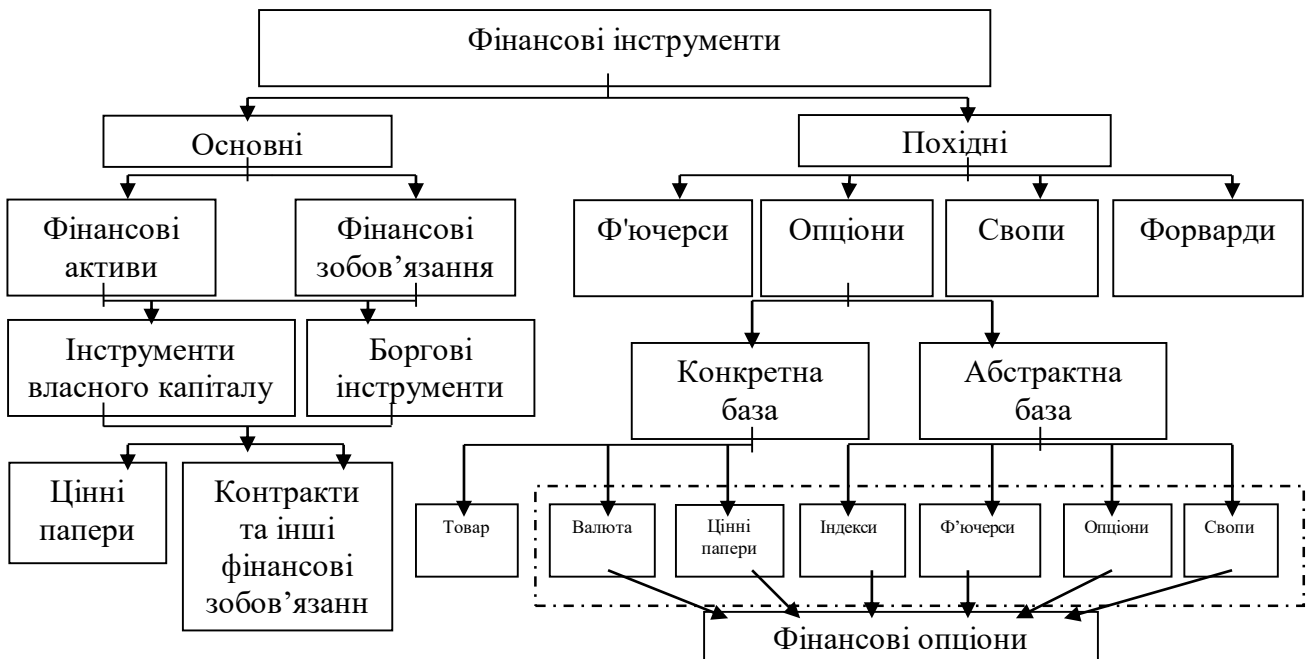 Фінансові інструменти
Основні
Похідні
Фінансові
активи
Фінансові
зобов’язання
Ф'ючерси
Опціони
Свопи
Форварди
Інструменти
власного капіталу
Боргові
інструменти
Конкретна
база
Абстрактна
база
Цінні
папери
Контракти
та інші
фінансові
зобов’язанн
Товар
Валюта
Цінні
папери
Індекси
Ф’ючерси
Опціони
Свопи
Фінансові опціони